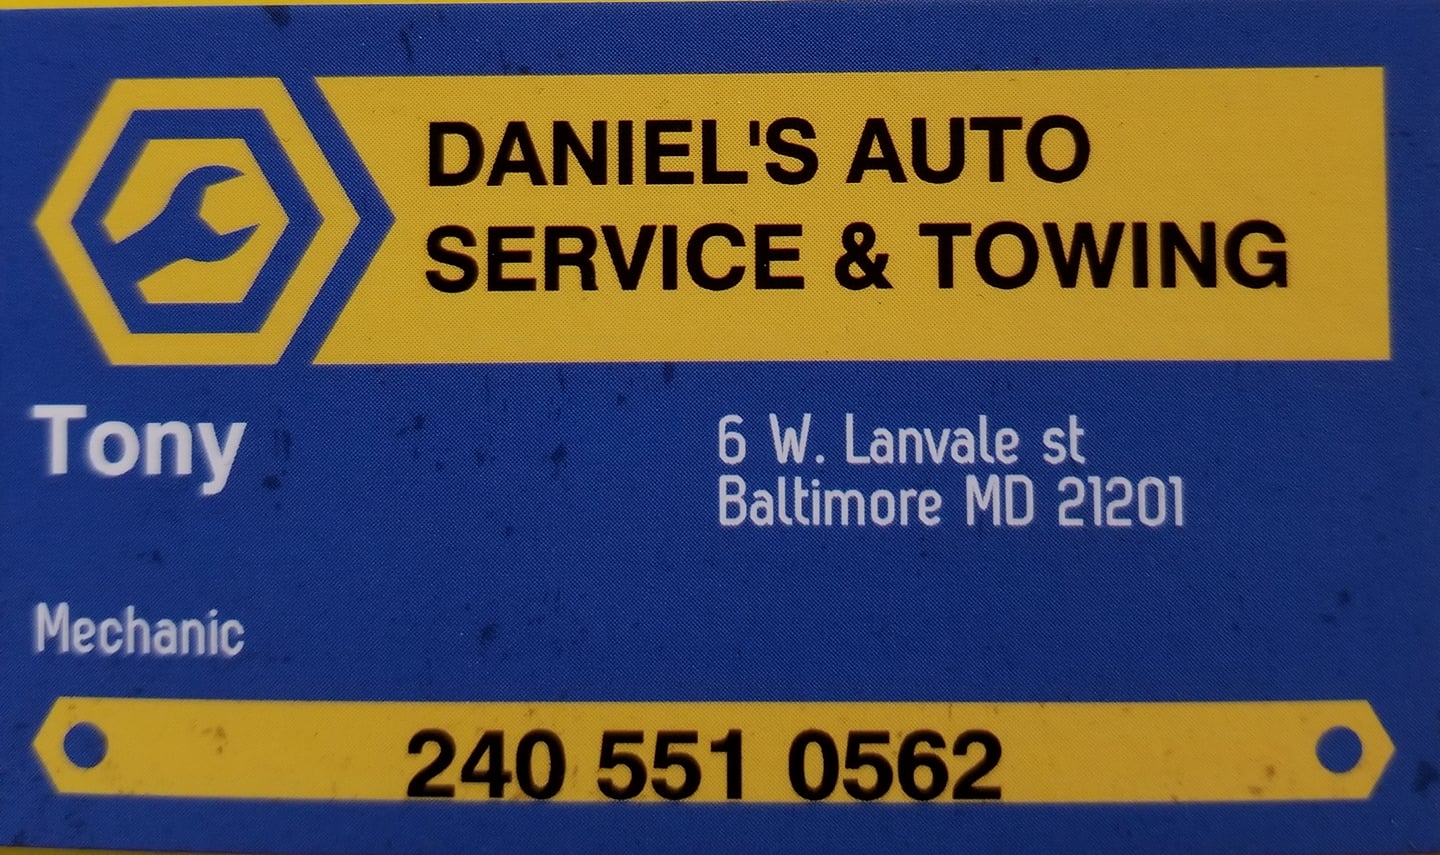 DANIEL'S AUTO
SERVICE & TOWING
Tony
6 W. Lanvale st
Baltimore MD 21201
Mechanic
240 551 0562